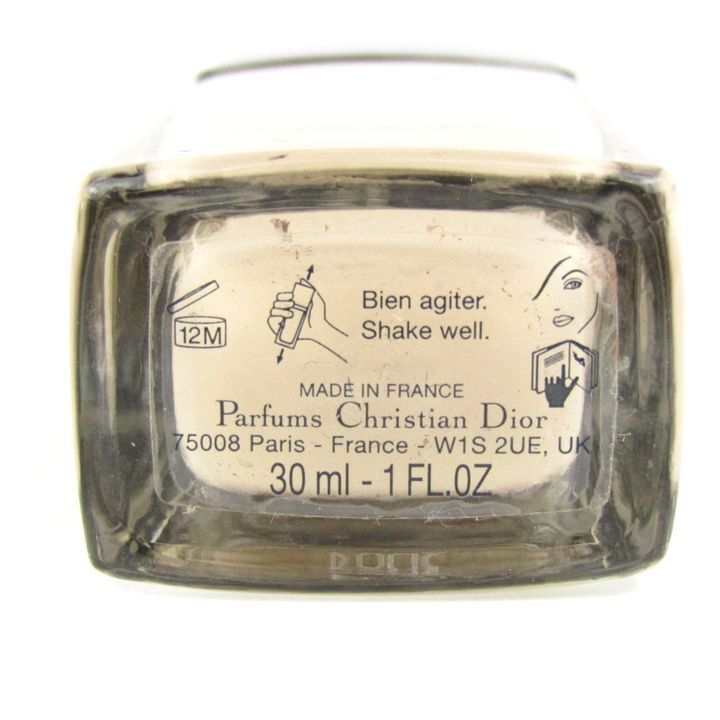 12M
Bien agiter.
Shake well.
MADE IN FRANCE
Parfums Christian Dior
75008 Paris - France - W1S 2UE, UK
30 ml - 1 FL.OZ